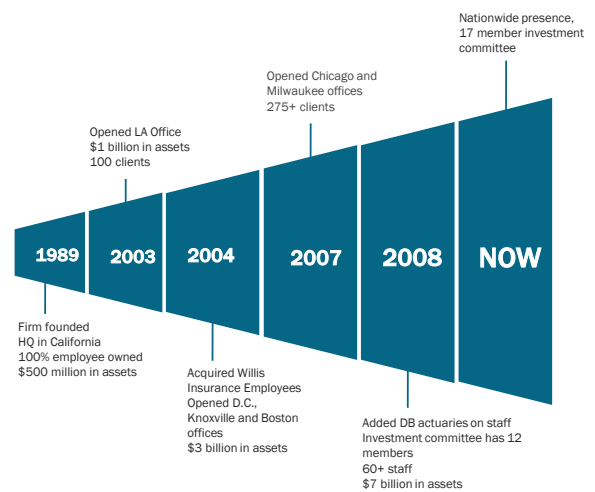 Nationwide presence,
17 member investment
committee
Opened Chicago and
Milwaukee offices
275+ clients
Opened LA Office
$1 billion in assets
100 clients
1989
2003
2004
2007
2008
NOW
Firm founded
HQ in California
100% employee owned
$500 million in assets
Acquired Willis
Insurance Employees
Opened D.C.,
Knoxville and Boston
offices
$3 billion in assets
Added DB actuaries on staff
Investment committee has 12
members
60+ staff
$7 billion in assets